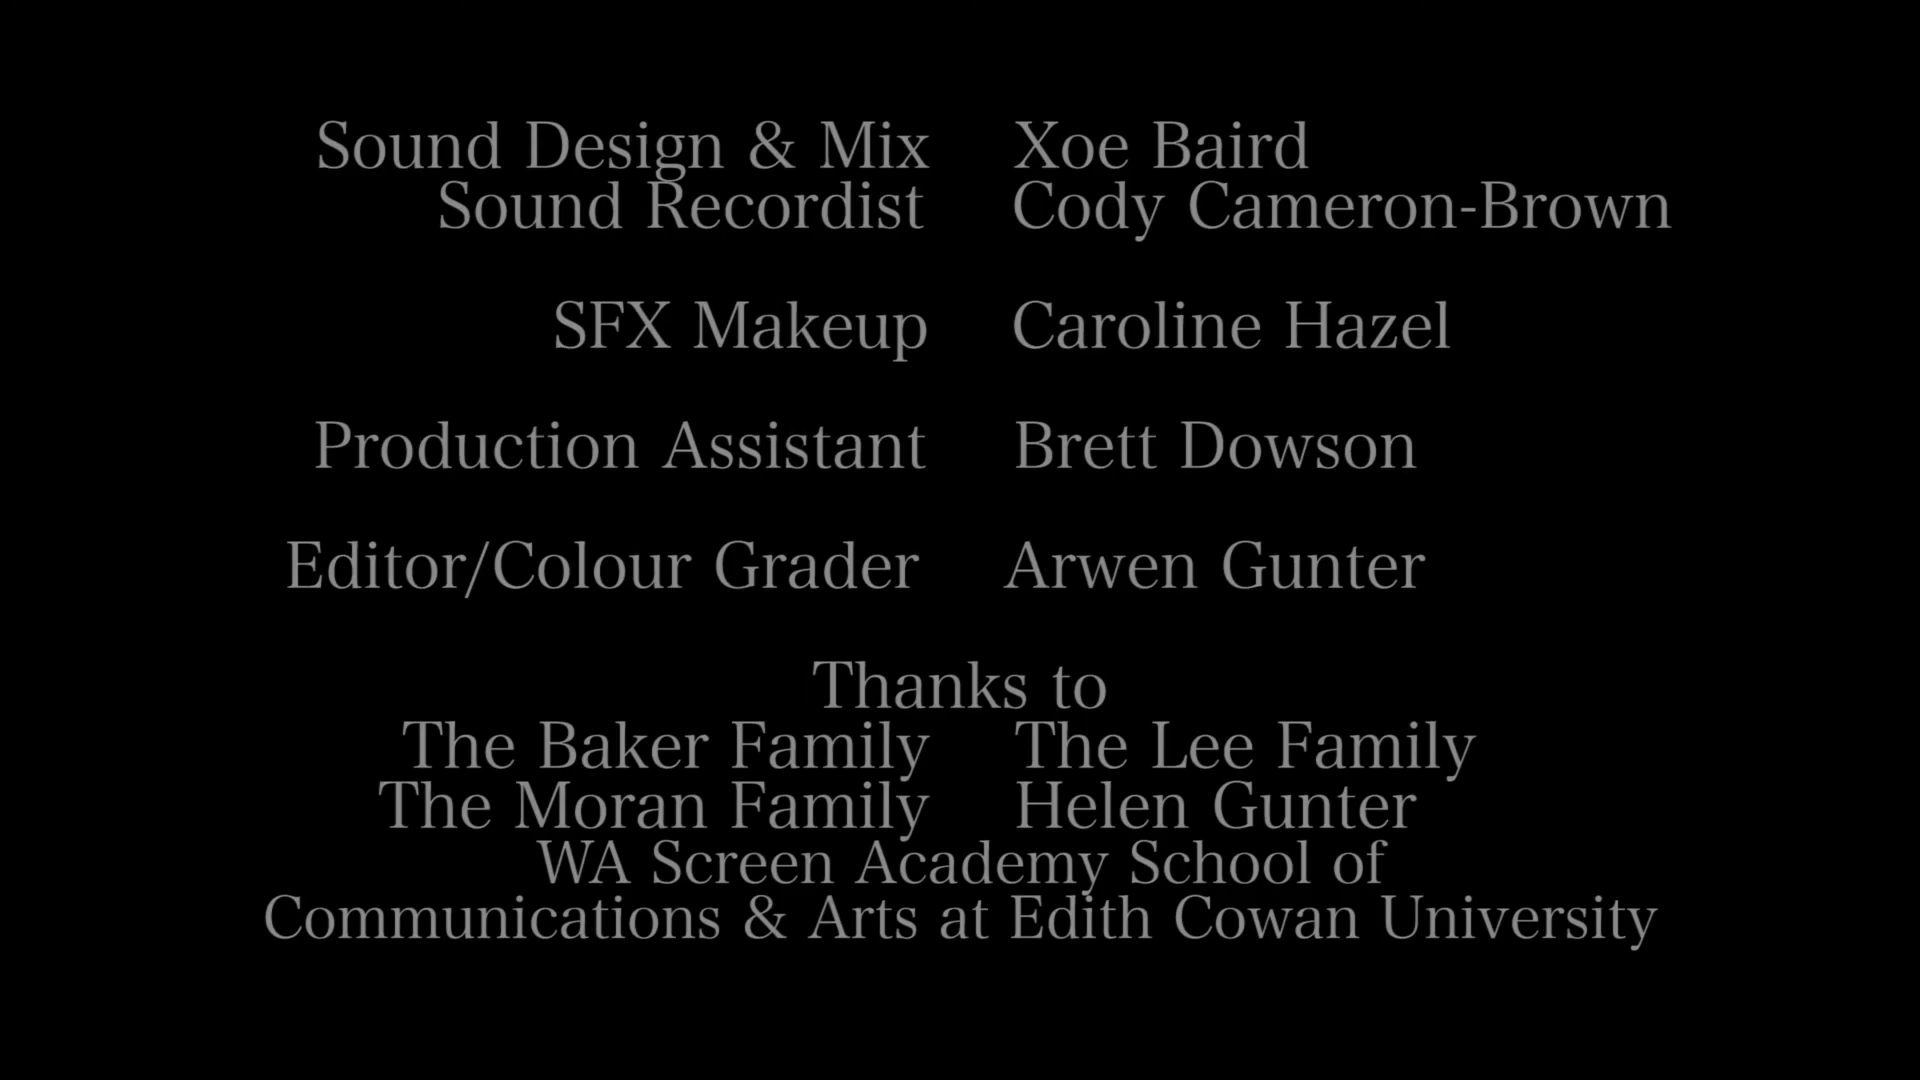 Sound Design & Mix Xoe Baird
Sound Recordist Cody Cameron-Brown
SFX Makeup Caroline Hazel
Production Assistant Brett Dowson
Editor/Colour Grader Arwen Gunter
Thanks to
The Baker Family The Lee Family
The Moran Family Helen Gunter
WA Screen Academy School of
Communications & Arts at Edith Cowan University